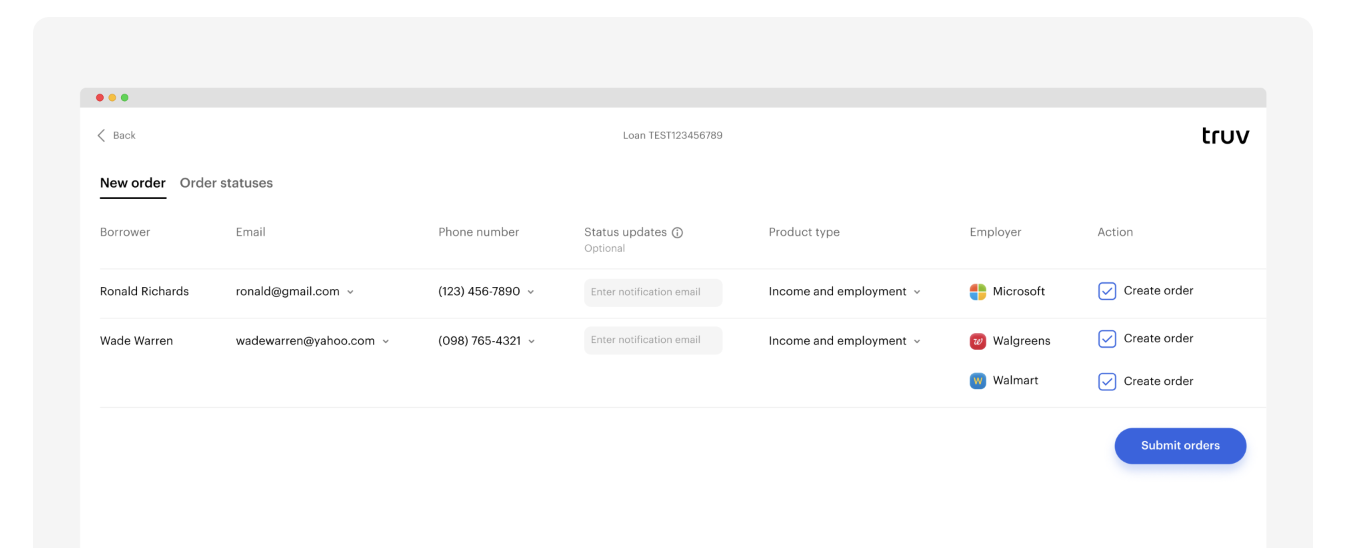 Back
Loan TEST123456789
truv
New order Order statuses
Borrower Email Phone number Status updates Product type Employer Action
Optional
Ronald Richards ronald@gmail.com (123) 456-7890 Enter notification email Income and employment Microsoft Create order
Wade Warren wadewarren@yahoo.com (098) 765-4321 Enter notification email Income and employment W Walgreens Create order
W Walmart Create order
Submit orders